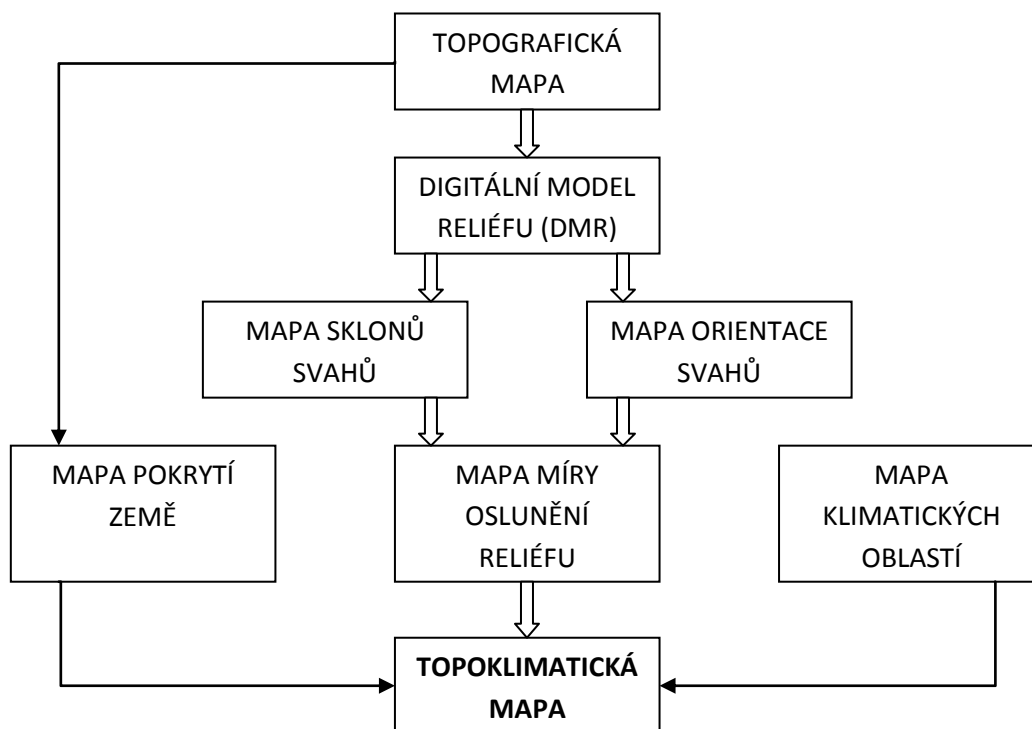 TOPOGRAFICKÁ
MAPA
DIGITÁLNÍ MODEL
RELIÉFU (DMR)
MAPA SKLONŮ
SVAHŮ
MAPA ORIENTACE
SVAHŮ
MAPA POKRYTÍ
ZEMĚ
MAPA MÍRY
OSLUNĚNÍ
RELIÉFU
MAPA
KLIMATICKÝCH
OBLASTÍ
TOPOKLIMATICKÁ
MAPA